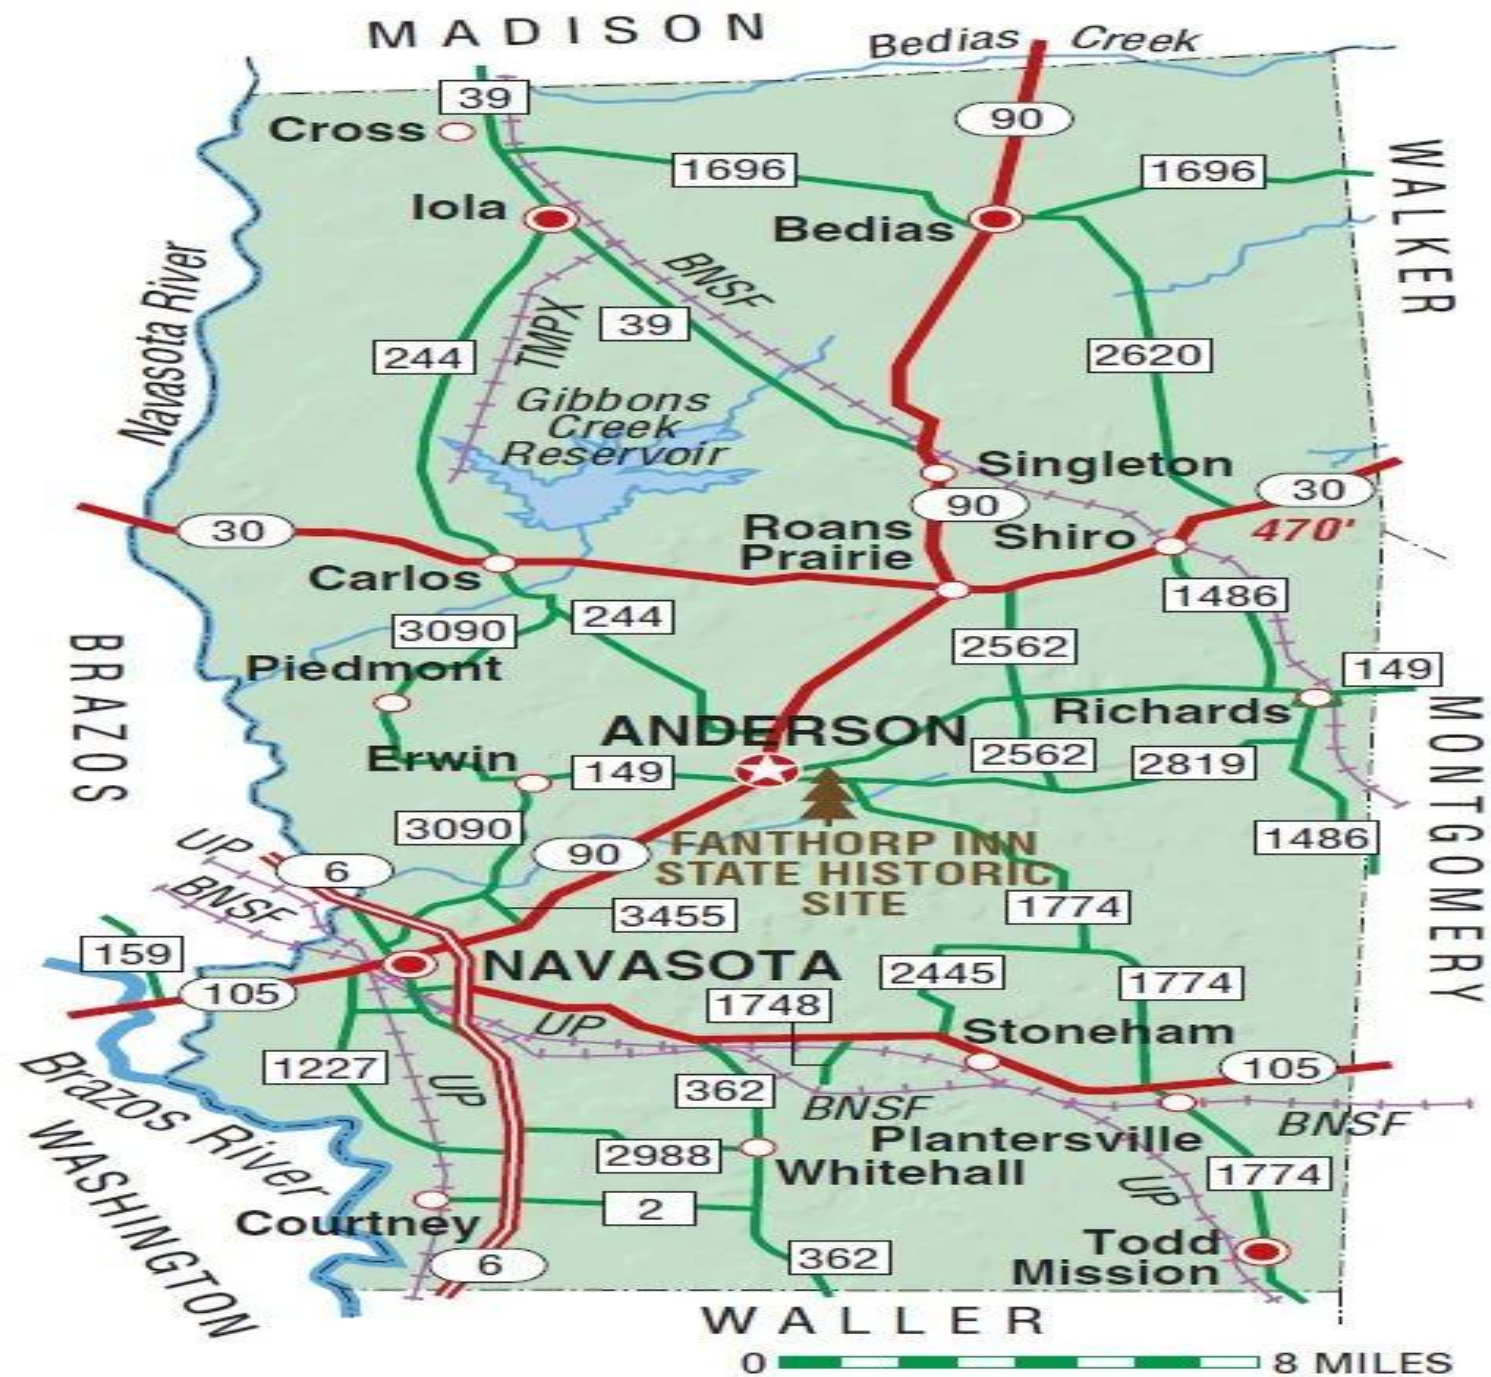 MADISON
Bedias Creek
39
90
Cross
1696
1696
WALKER
Iola
Bedias
Navasota River
BNSF
TMPX
39
244
2620
Gibbons
Creek
Reservoir
Singleton
30
90
30
Roans
Prairie
Shiro
470'
Carlos
1486
3090
244
2562
BRAZOS
Piedmont
149
Richards
ANDERSON
MONTGOMERY
Erwin
149
2562
2819
3090
90
1486
UP
6
FANTHORP INN
STATE HISTORIC
SITE
BNSF
3455
1774
159
NAVASOTA
2445
1774
105
1748
UP
Stoneham
1227
105
Brazos River
UP
362
BNSF
BNSF
Plantersville
2988
Whitehall
1774
UP
WASHINGTON
2
Courtney
Todd
Mission
6
362
WALLER
0 8 MILES